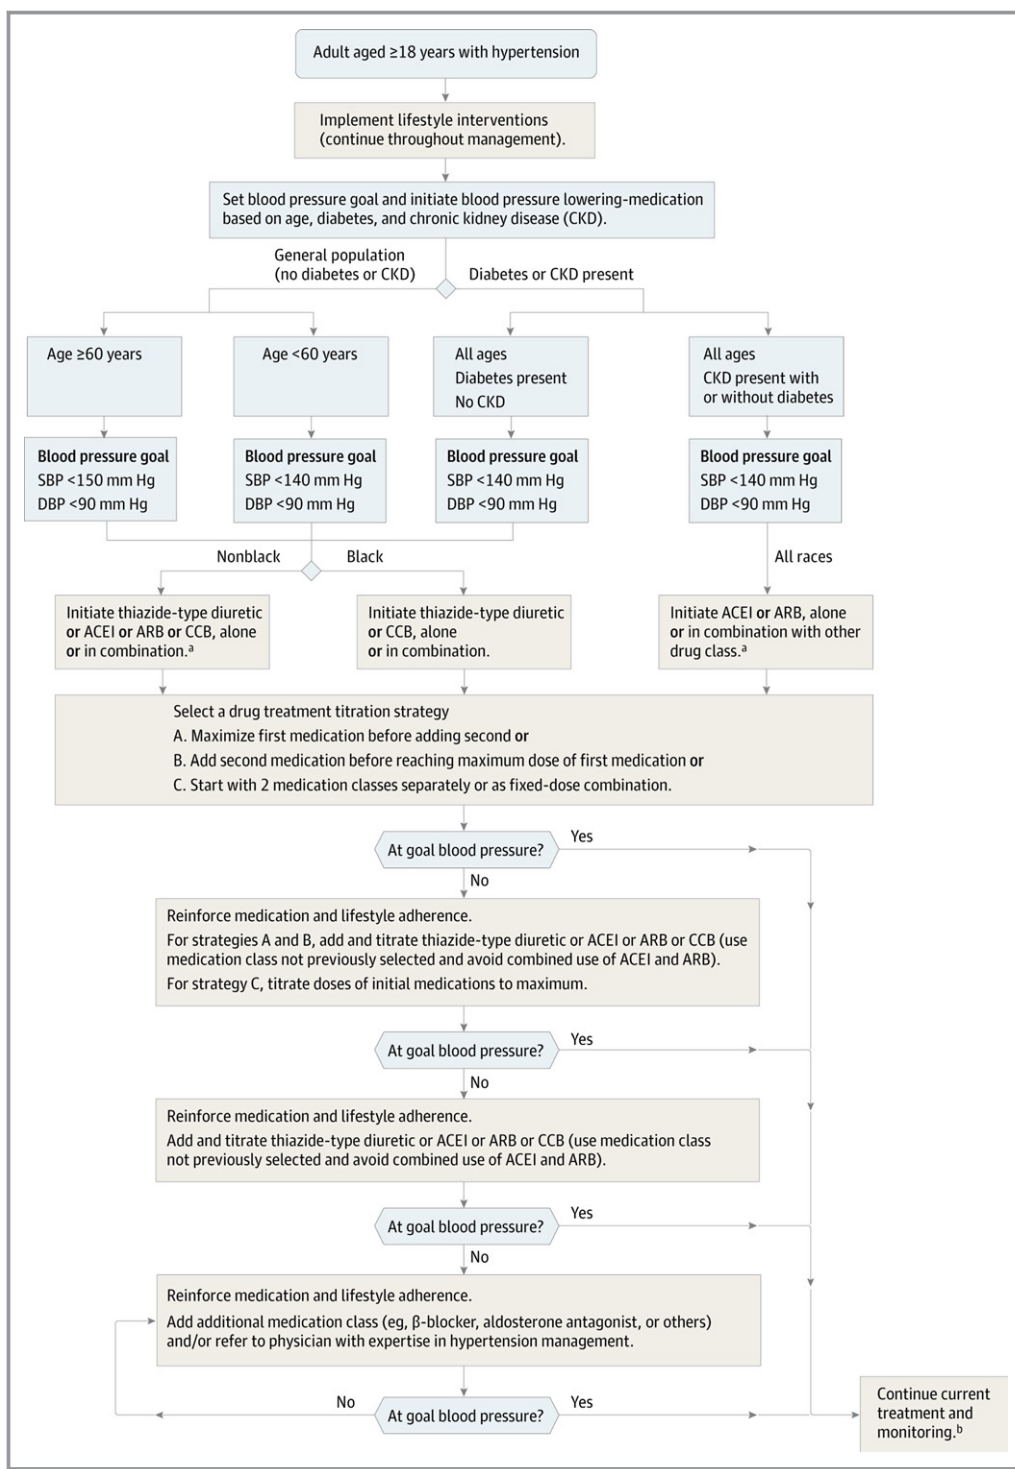 Adult aged ≥18 years with hypertension
Implement lifestyle interventions
(continue throughout management).
Set blood pressure goal and initiate blood pressure lowering-medication
based on age, diabetes, and chronic kidney disease (CKD).
General population
(no diabetes or CKD)
Diabetes or CKD present
Age ≥60 years
Age <60 years
All ages
Diabetes present
No CKD
All ages
CKD present with
or without diabetes
Blood pressure goal
SBP <150 mm Hg
DBP <90 mm Hg
Blood pressure goal
SBP <140 mm Hg
DBP <90 mm Hg
Blood pressure goal
SBP <140 mm Hg
DBP <90 mm Hg
Blood pressure goal
SBP <140 mm Hg
DBP <90 mm Hg
Nonblack
Black
All races
Initiate thiazide-type diuretic
or ACEI or ARB or CCB, alone
or in combination.a
Initiate thiazide-type diuretic
or CCB, alone
or in combination.
Initiate ACEI or ARB, alone
or in combination with other
drug class.a
Select a drug treatment titration strategy
A. Maximize first medication before adding second or
B. Add second medication before reaching maximum dose of first medication or
C. Start with 2 medication classes separately or as fixed-dose combination.
At goal blood pressure?
Yes
No
Reinforce medication and lifestyle adherence.
For strategies A and B, add and titrate thiazide-type diuretic or ACEI or ARB or CCB (use
medication class not previously selected and avoid combined use of ACEI and ARB).
For strategy C, titrate doses of initial medications to maximum.
At goal blood pressure?
Yes
No
Reinforce medication and lifestyle adherence.
Add and titrate thiazide-type diuretic or ACEI or ARB or CCB (use medication class
not previously selected and avoid combined use of ACEI and ARB).
At goal blood pressure?
Yes
No
Reinforce medication and lifestyle adherence.
Add additional medication class (eg, β-blocker, aldosterone antagonist, or others)
and/or refer to physician with expertise in hypertension management.
No
At goal blood pressure?
Yes
Continue current
treatment and
monitoring.b